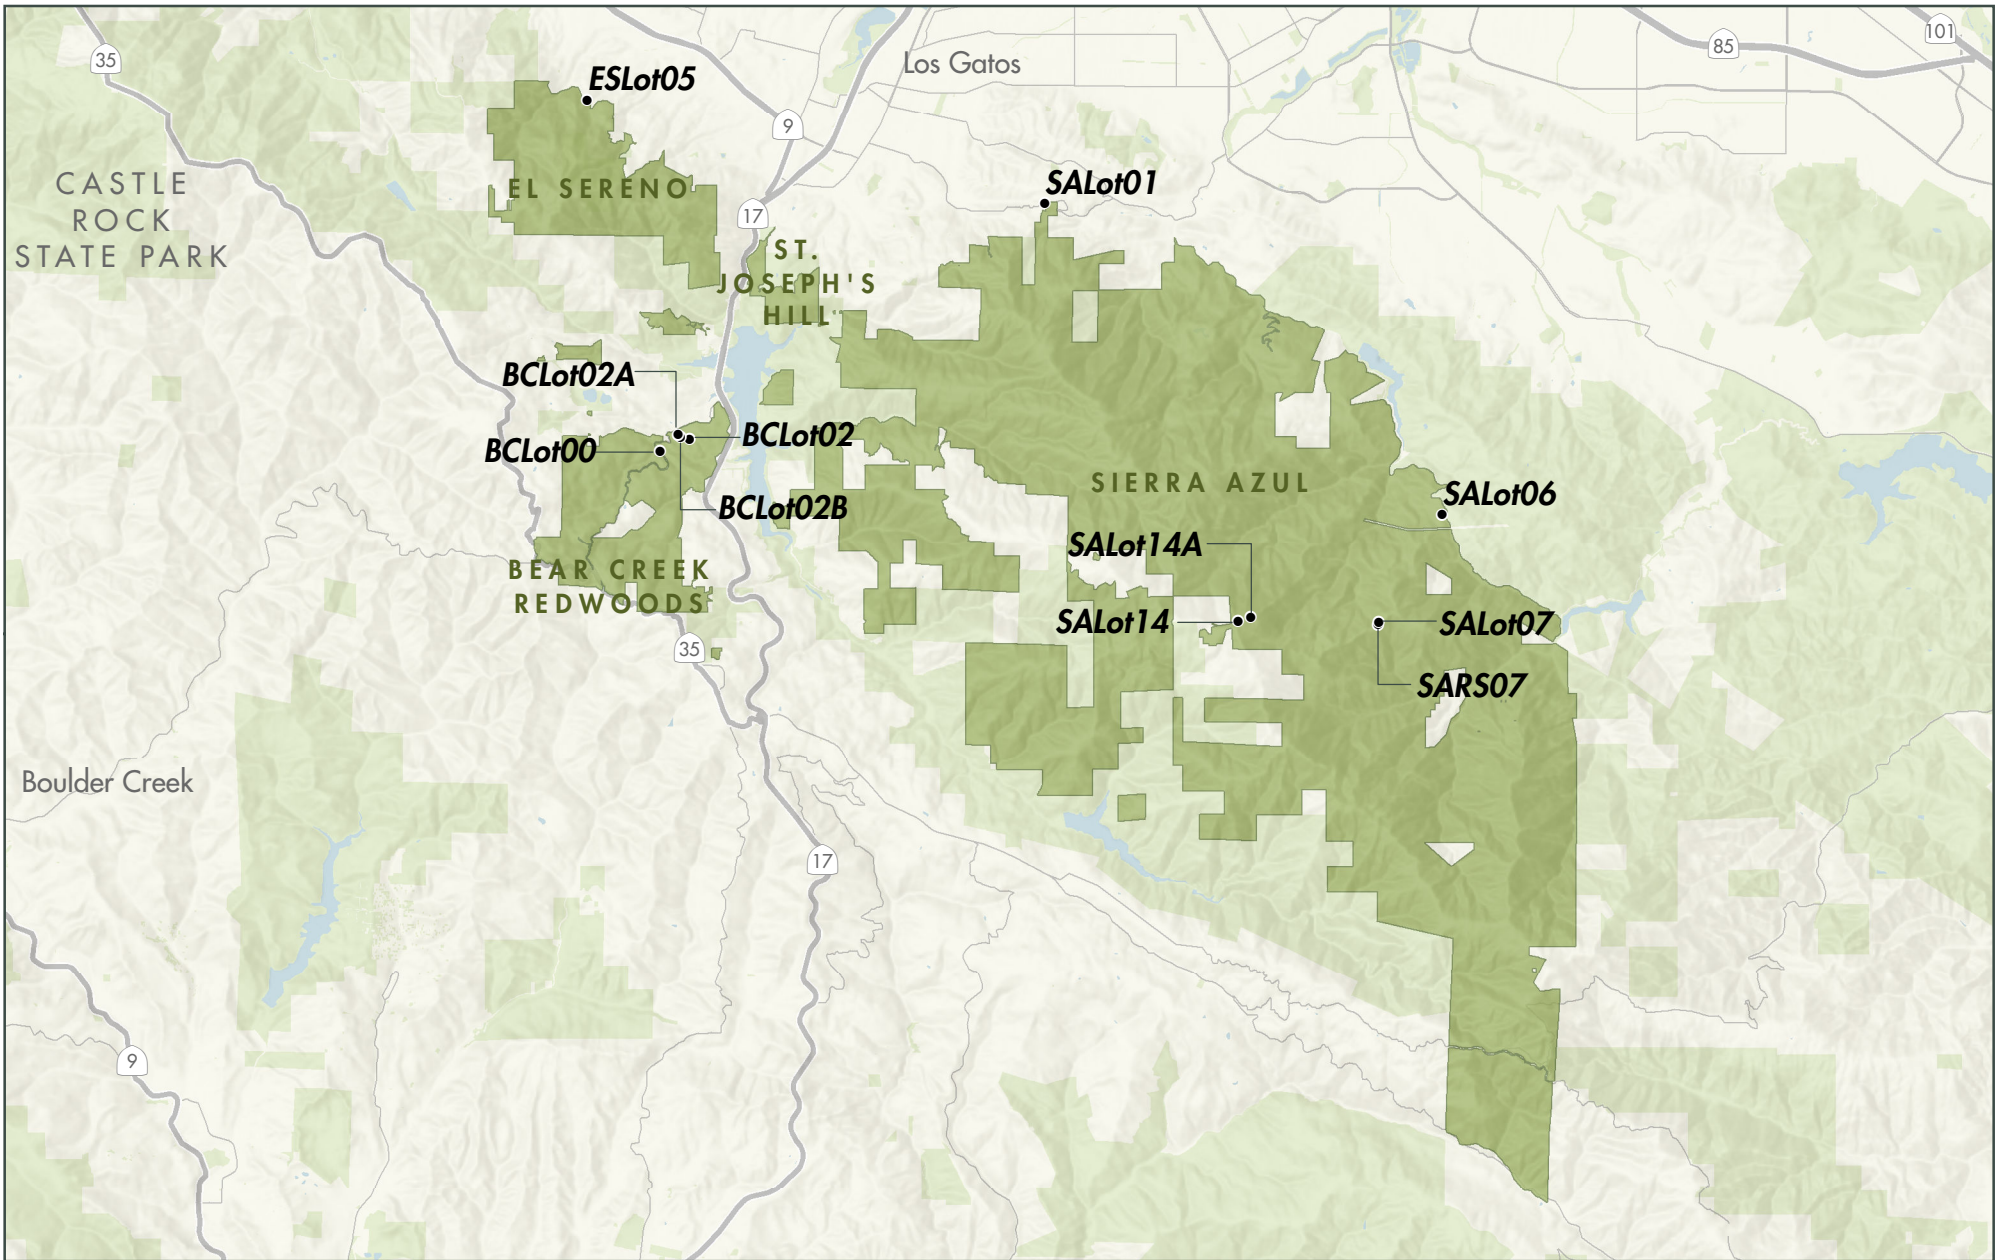 35
101
85
Los Gatos
ESLot05
9
CASTLE
ROCK
STATE PARK
EL SERENO
SALot01
17
ST.
JOSEPH'S
HILL
BCLot02A
BCLot02
BCLot00
BCLot02B
SIERRA AZUL
SALot06
SALot14A
BEAR CREEK
REDWOODS
SALot14
SALot07
35
SARS07
Boulder Creek
17
9